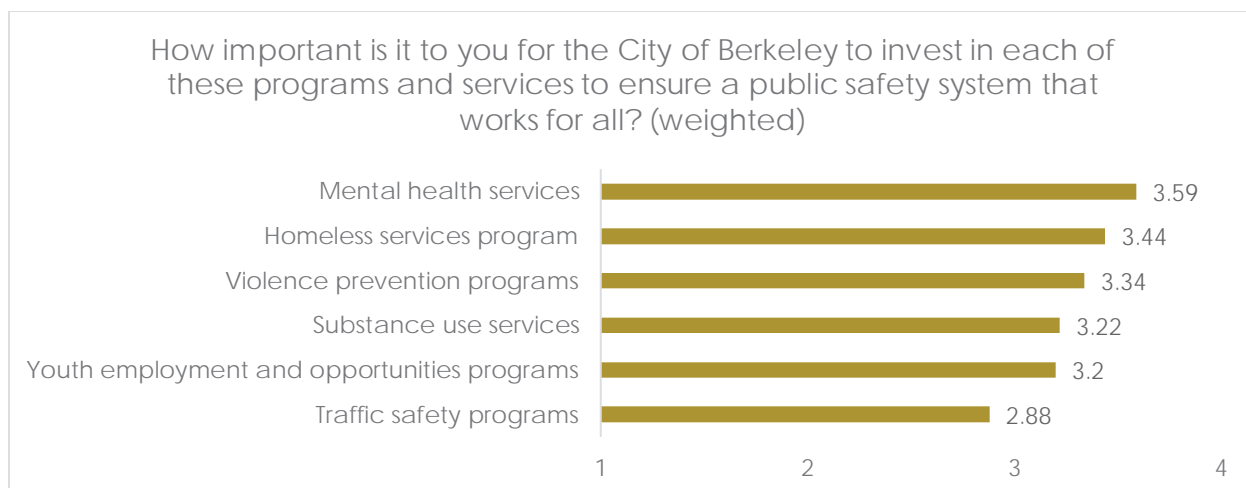 How important is it to you for the City of Berkeley to invest in each of
these programs and services to ensure a public safety system that
works for all? (weighted)
Mental health services 3.59
Homeless services program 3.44
Violence prevention programs 3.34
Substance use services 3.22
Youth employment and opportunities programs 3.2
Traffic safety programs 2.88
1 2 3 4